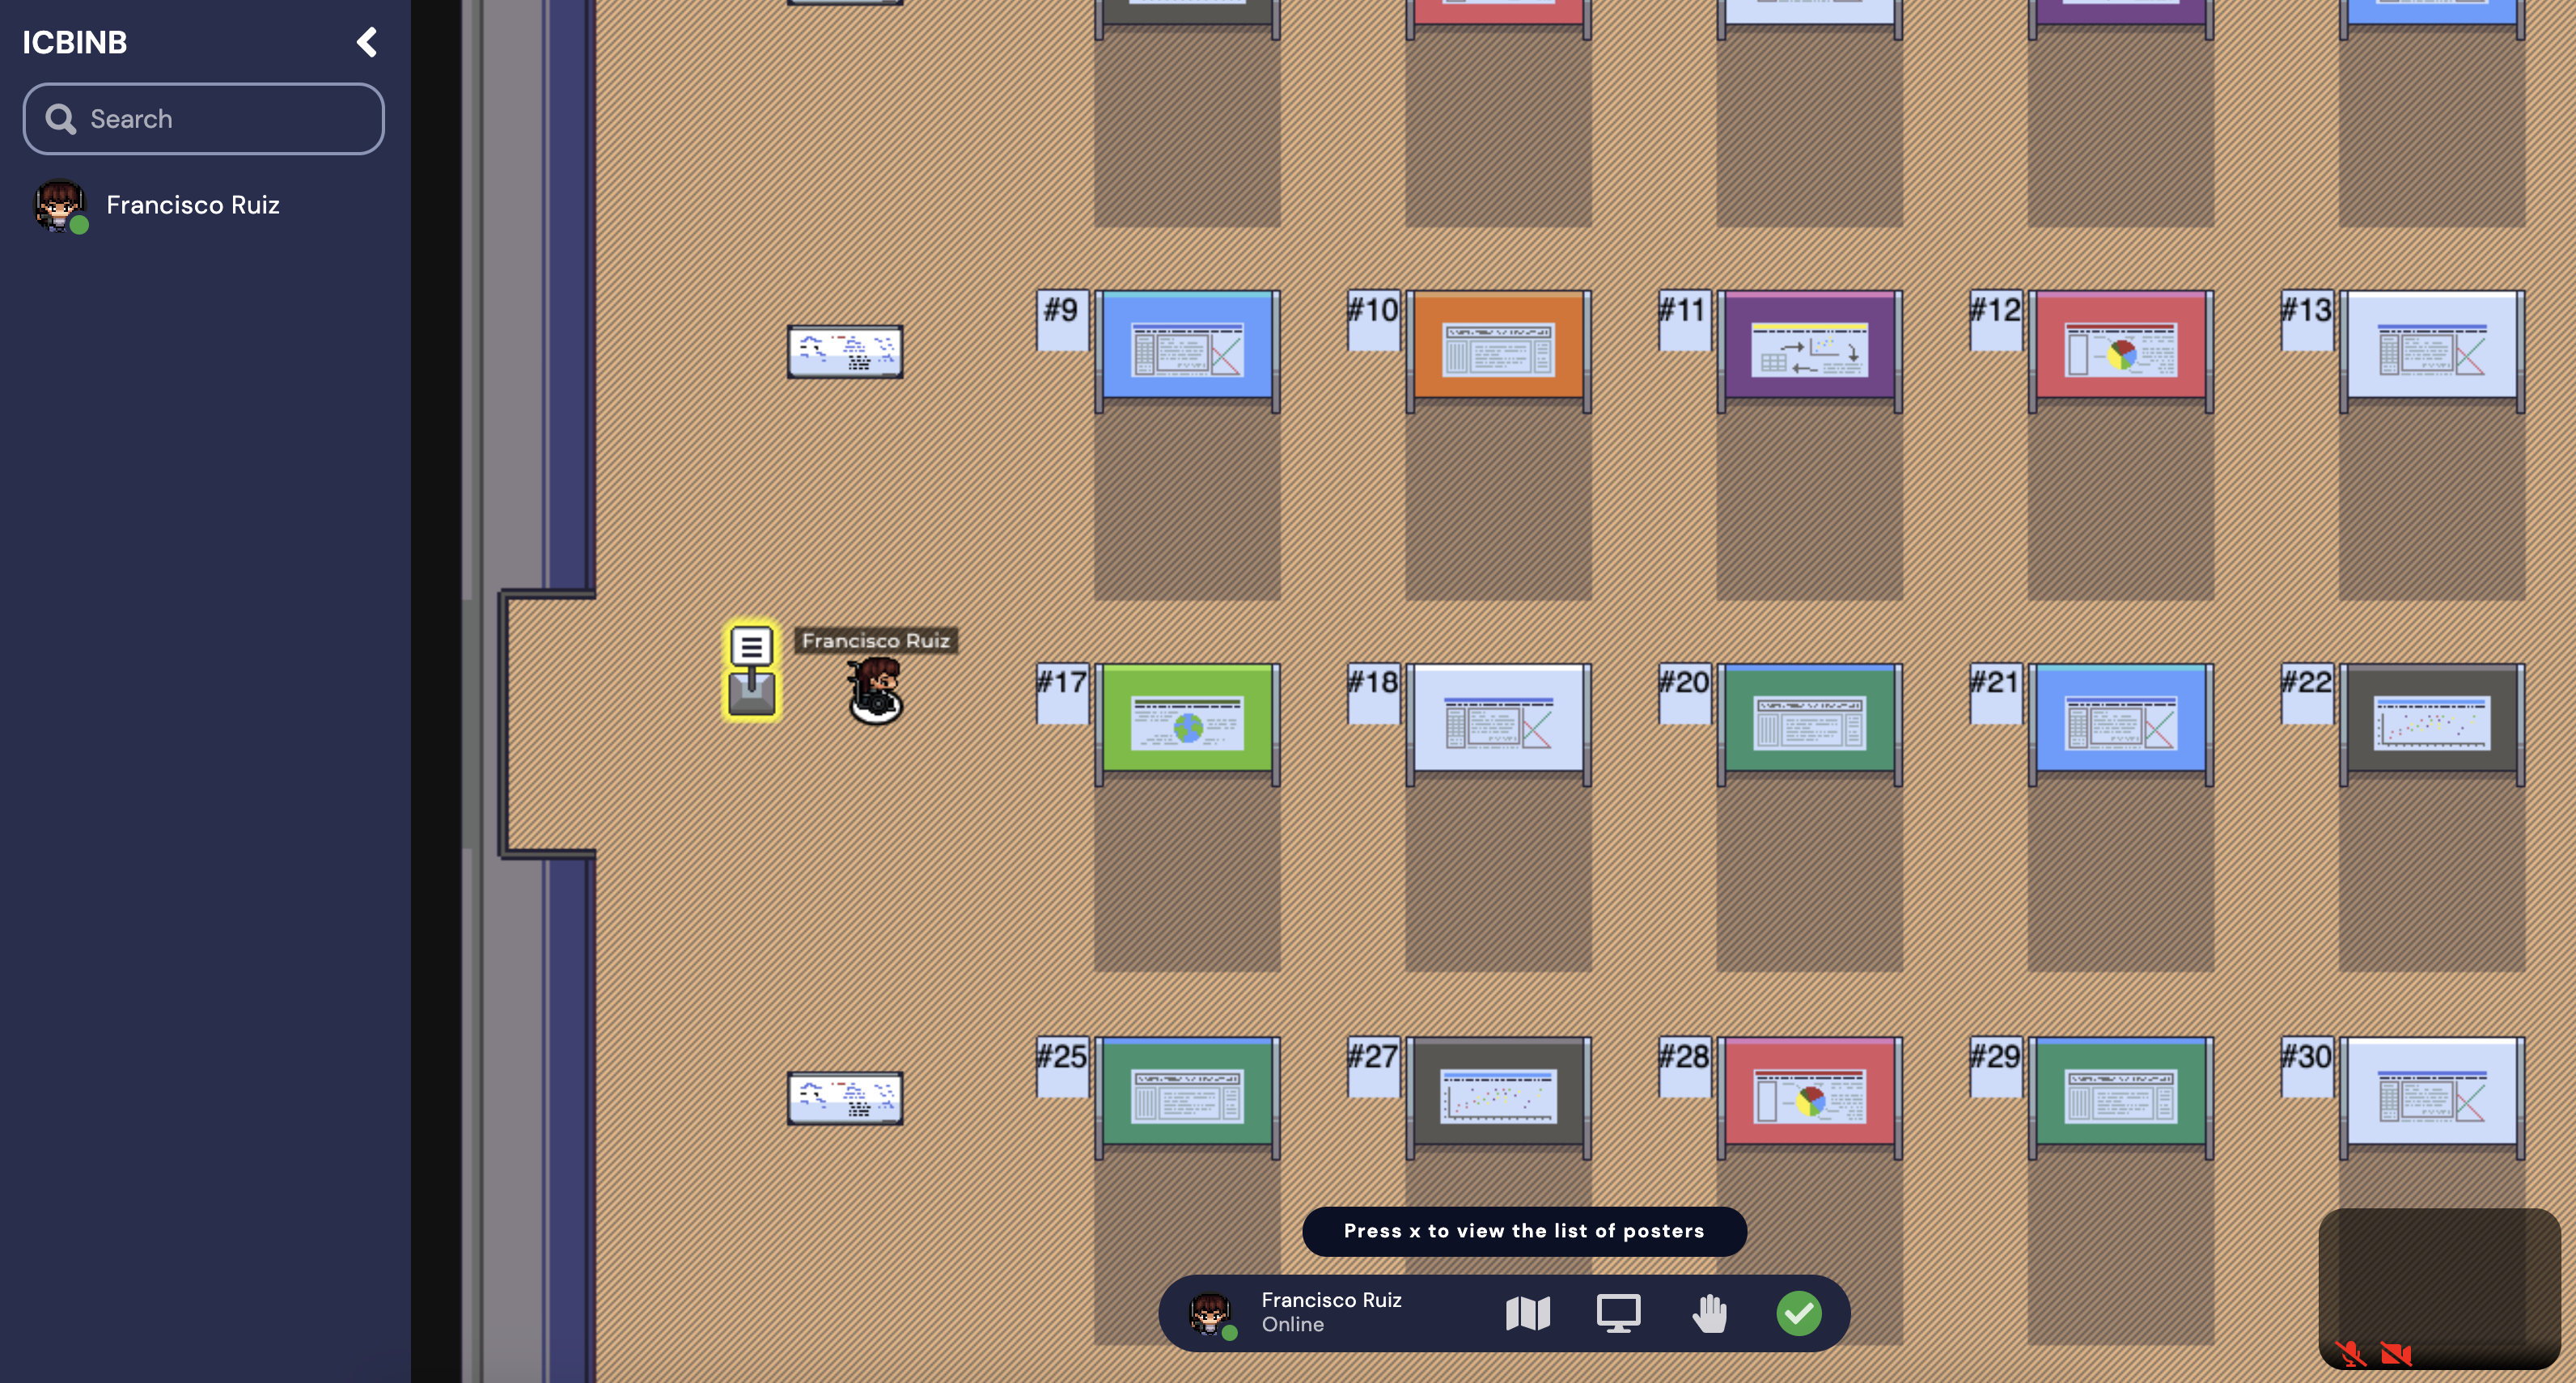 ICBINB
Search
Francisco Ruiz
#9
#10
#11
#12
#13
Francisco Ruiz
#17
#18
#20
#21
#22
#25
#27
#28
#29
#30
Press x to view the list of posters
Francisco Ruiz
Online